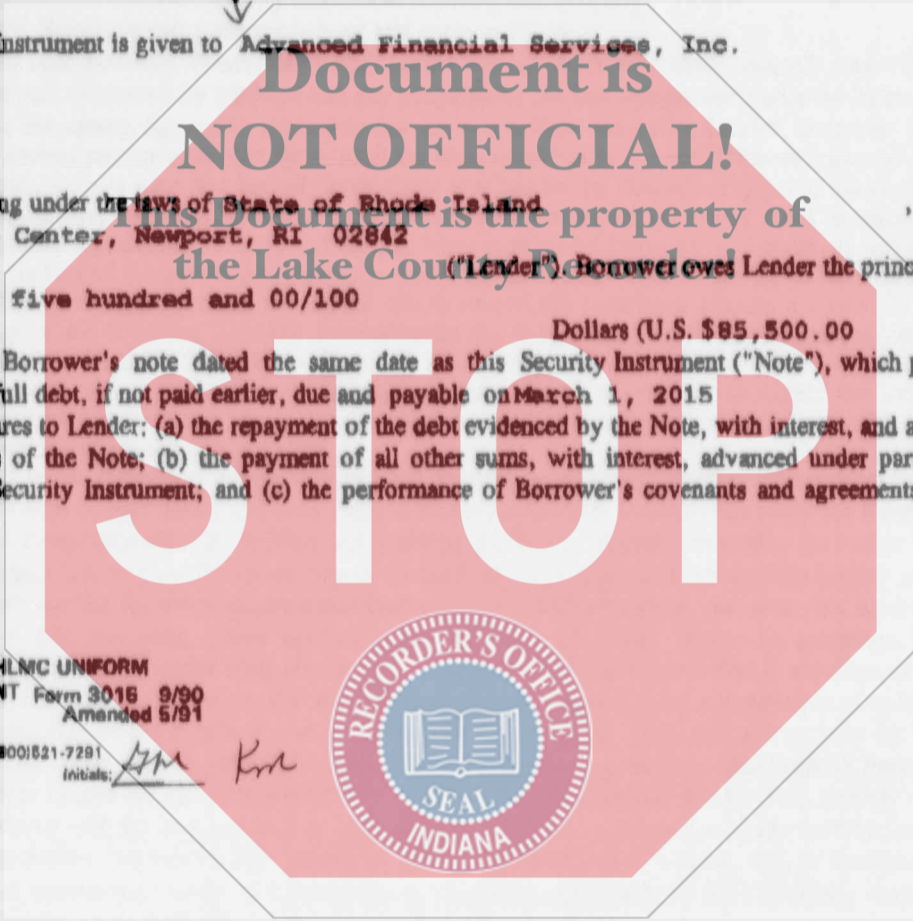 nstrument is given to Advanced Financial Services, Inc.
Document is
NOT OFFICIAL!
ng under the laws of State of Rhode Island ,
This Document is the property of
Center, Newport, RI 02842
the Lake County Recorder!
("Lender"). Borrower owes Lender the princ
five hundred and 00/100
Dollars (U.S. $85,500.00
Borrower's note dated the same date as this Security Instrument ("Note"), which p
ull debt, if not paid earlier, due and payable on March 1, 2015
res to Lender: (a) the repayment of the debt evidenced by the Note, with interest, and a
of the Note; (b) the payment of all other sums, with interest, advanced under par
Security Instrument; and (c) the performance of Borrower's covenants and agreements
STOP
HLMC UNIFORM
NT Form 3015 9/90
Amended 5/91
800)521-7291
Initials:
RECORDER'S OFFICE
SEAL
INDIANA